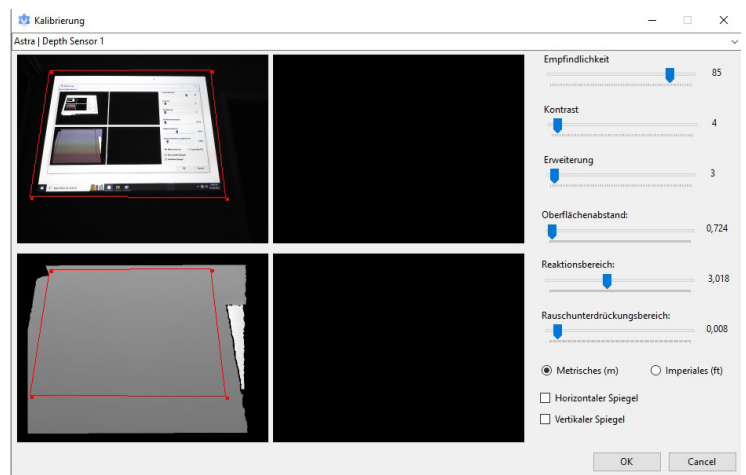 Kalibrierung
Astra | Depth Sensor 1
Empfindlichkeit
85
Kontrast
4
Erweiterung
3
Oberflächenabstand:
0,724
Reaktionsbereich:
3,018
Rauschunterdrückungsbereich:
0,008
Metrisches (m) Imperiales (ft)
Horizontaler Spiegel
Vertikaler Spiegel
OK Cancel